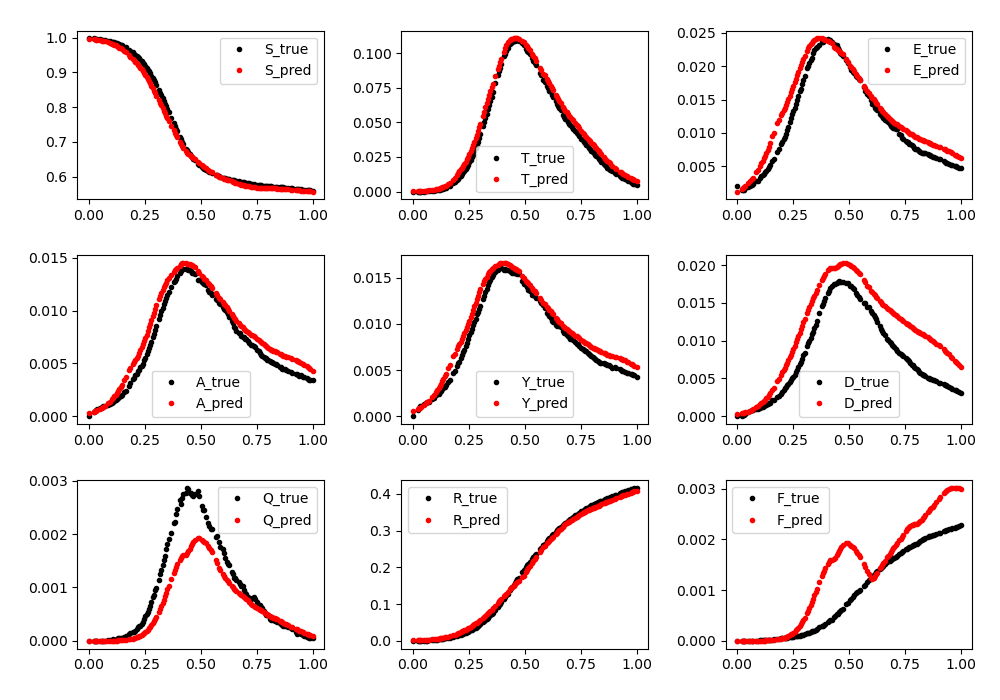 1.0
0.9
0.8
0.7
0.6
S_true
S_pred
0.00 0.25 0.50 0.75 1.00
0.100
0.075
0.050
0.025
0.000
T_true
T_pred
0.00 0.25 0.50 0.75 1.00
0.025
0.020
0.015
0.010
0.005
E_true
E_pred
0.00 0.25 0.50 0.75 1.00
0.015
0.010
0.005
0.000
A_true
A_pred
0.00 0.25 0.50 0.75 1.00
0.015
0.010
0.005
0.000
Y_true
Y_pred
0.00 0.25 0.50 0.75 1.00
0.020
0.015
0.010
0.005
0.000
D_true
D_pred
0.00 0.25 0.50 0.75 1.00
0.003
0.002
0.001
0.000
Q_true
Q_pred
0.00 0.25 0.50 0.75 1.00
0.4
0.3
0.2
0.1
0.0
R_true
R_pred
0.00 0.25 0.50 0.75 1.00
0.003
0.002
0.001
0.000
F_true
F_pred
0.00 0.25 0.50 0.75 1.00